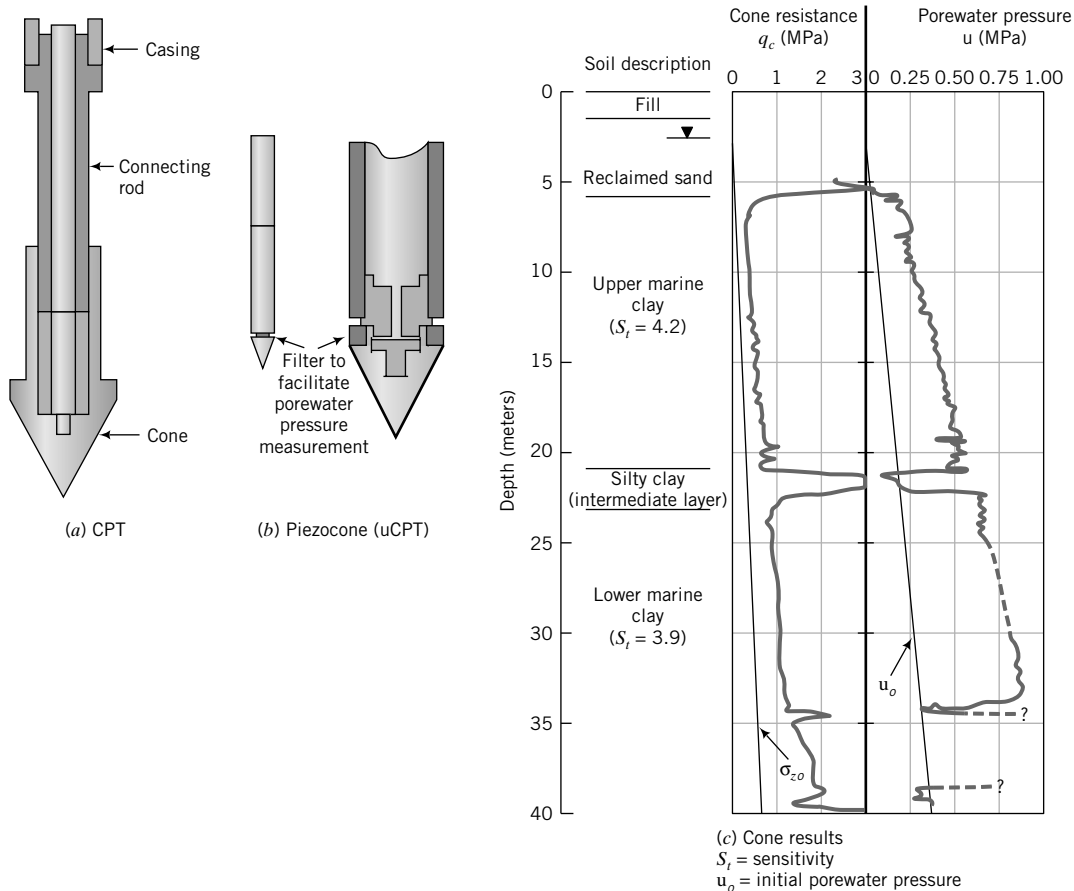 Casing
Connecting
rod
Cone
(a) CPT
Filter to
facilitate
porewater
pressure
measurement
(b) Piezocone (uCPT)
Cone resistance
q_c (MPa)
Porewater pressure
u (MPa)
Soil description
0 1 2 3 0 0.25 0.50 0.75 1.00
Depth (meters)
0
5
10
15
20
25
30
35
40
Fill
Reclaimed sand
Upper marine
clay
(S_t = 4.2)
Silty clay
(intermediate layer)
Lower marine
clay
(S_t = 3.9)
σ_zo
u_o
?
?
(c) Cone results
S_t = sensitivity
u_o = initial porewater pressure